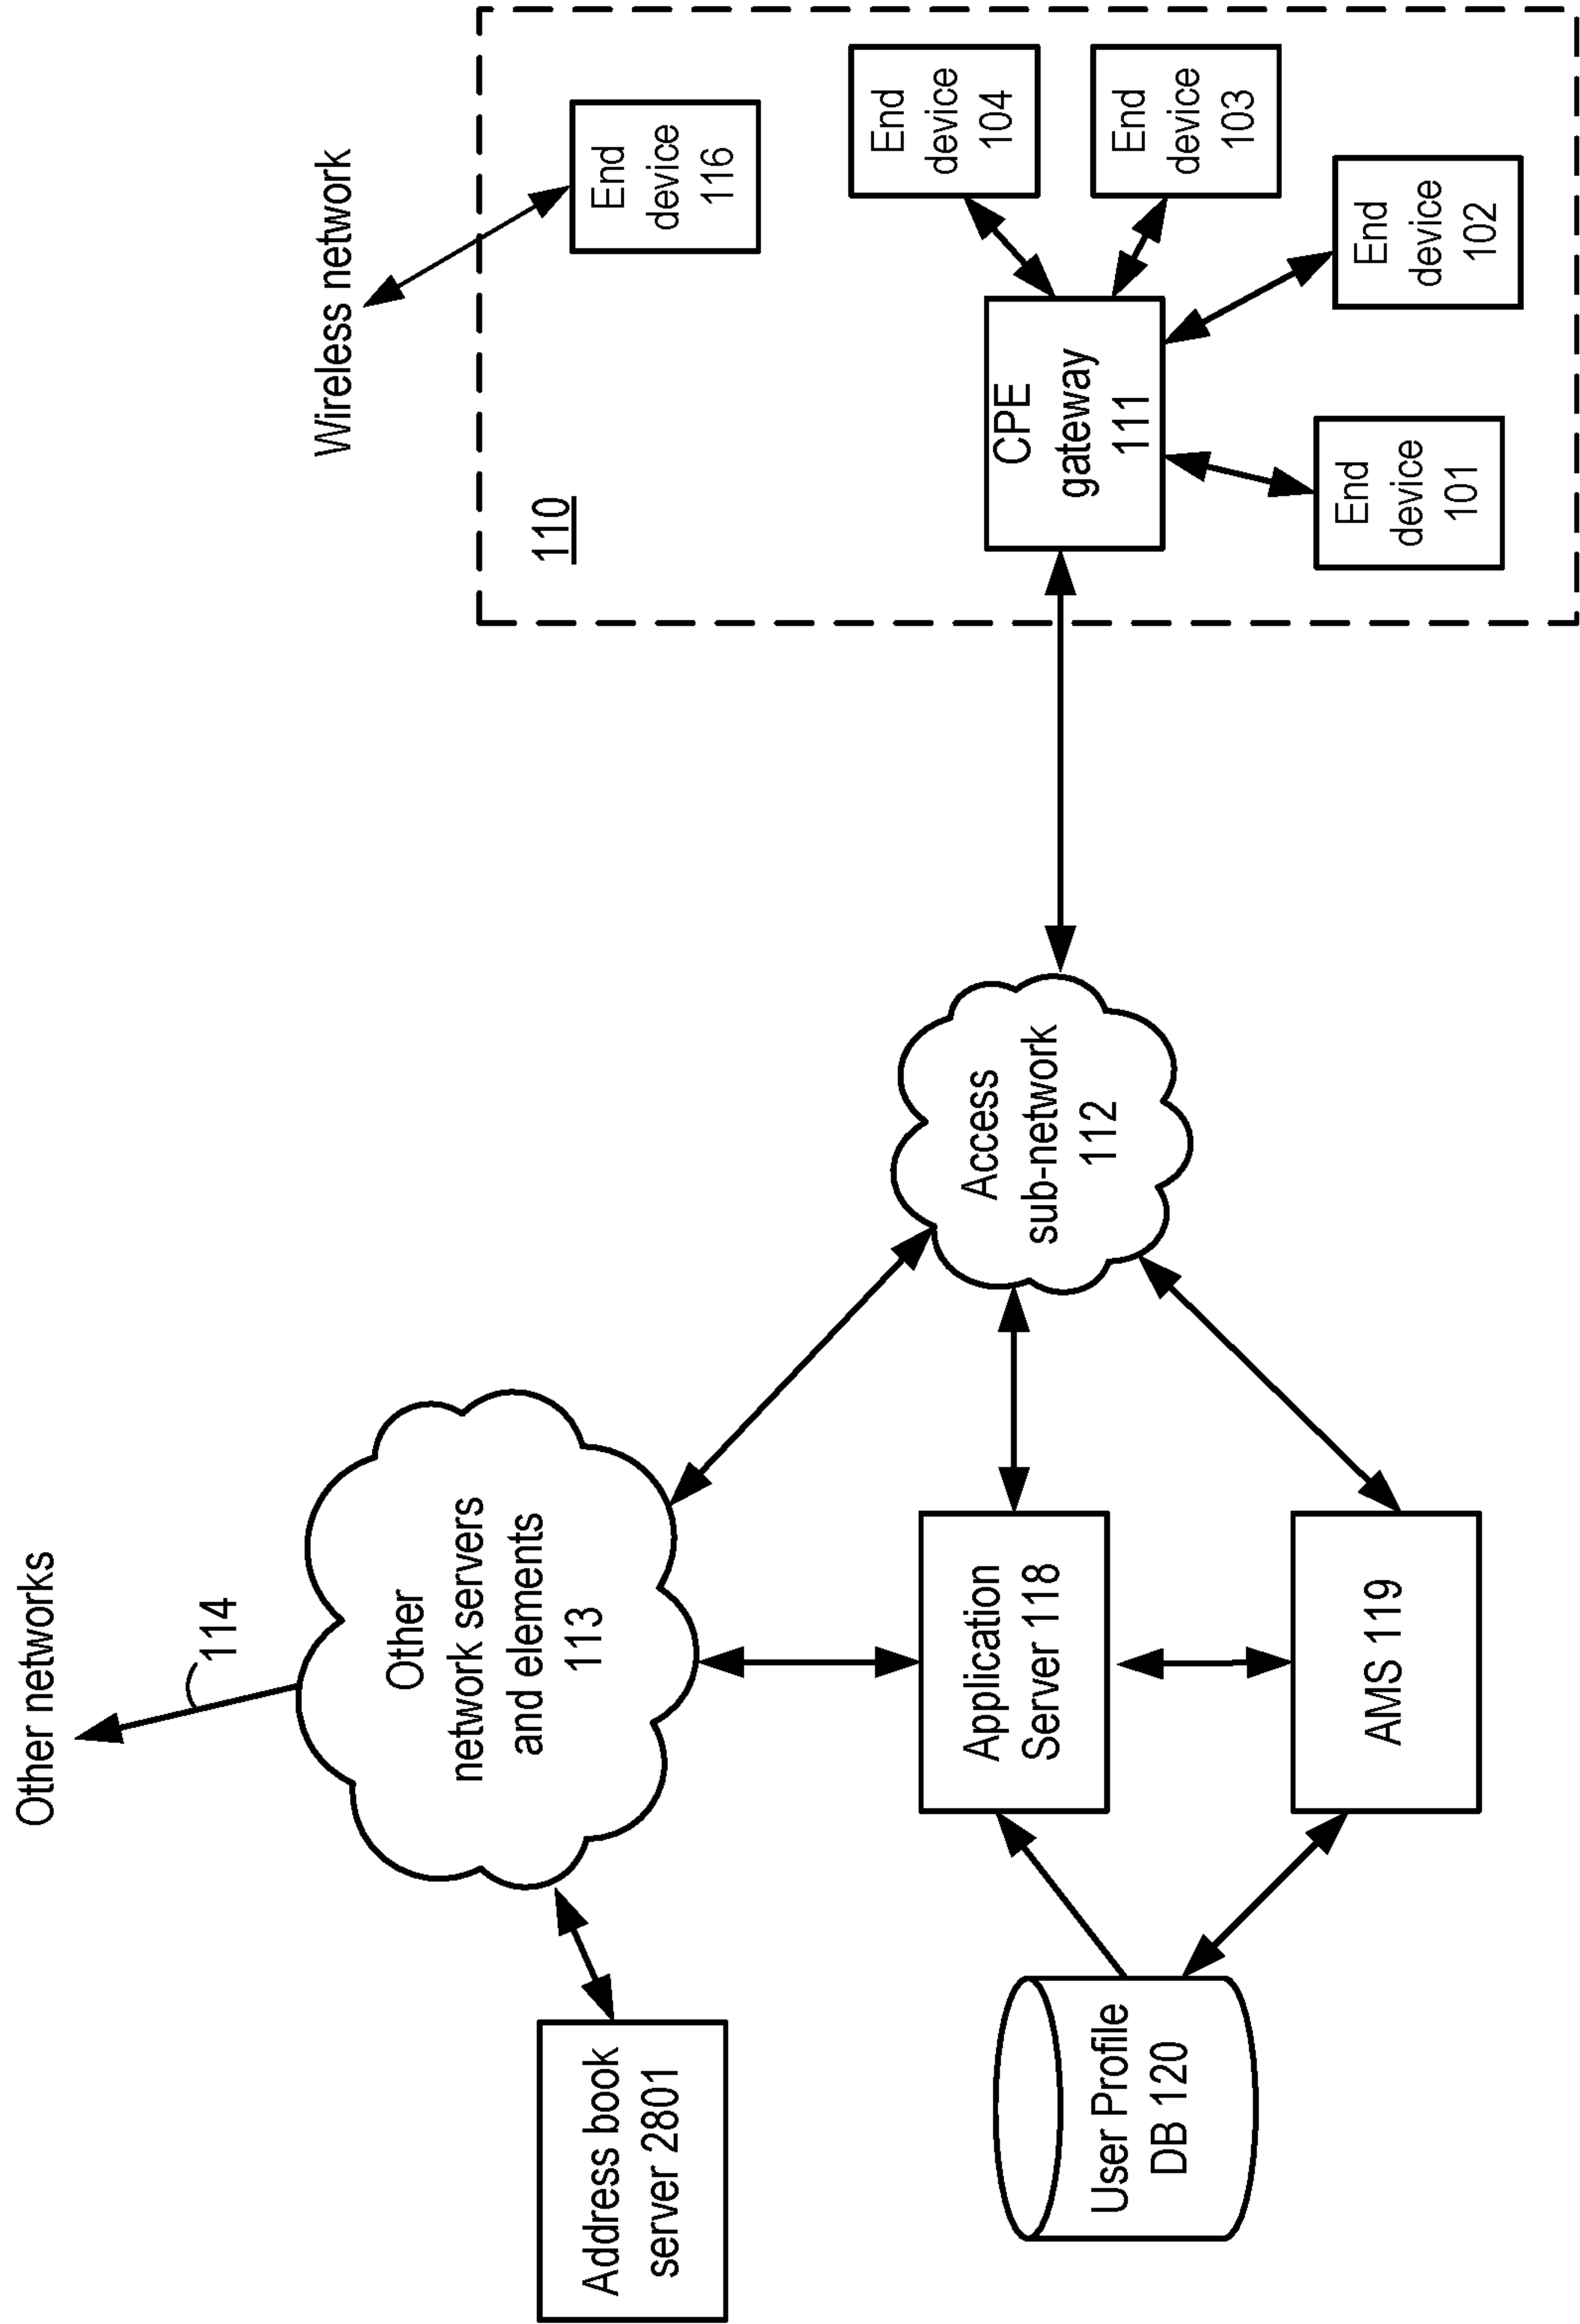 Other networks
114
Wireless network
Other
network servers
and elements
113
Address book
server 2801
110
End
device
116
End
device
104
End
device
103
End
device
102
End
device
101
CPE
gateway
111
Access
sub-network
112
Application
Server 118
AMS 119
User Profile
DB 120